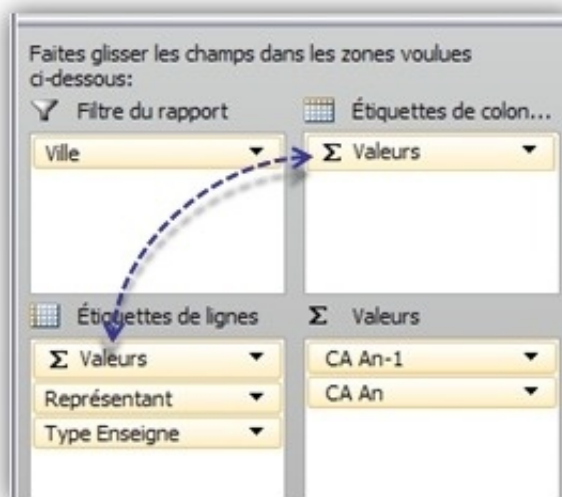 Faites glisser les champs dans les zones voulues
ci-dessous:
Filtre du rapport
Étiquettes de colon...
Ville
Σ Valeurs
Étiquettes de lignes
Σ Valeurs
Σ Valeurs
CA An-1
Représentant
CA An
Type Enseigne